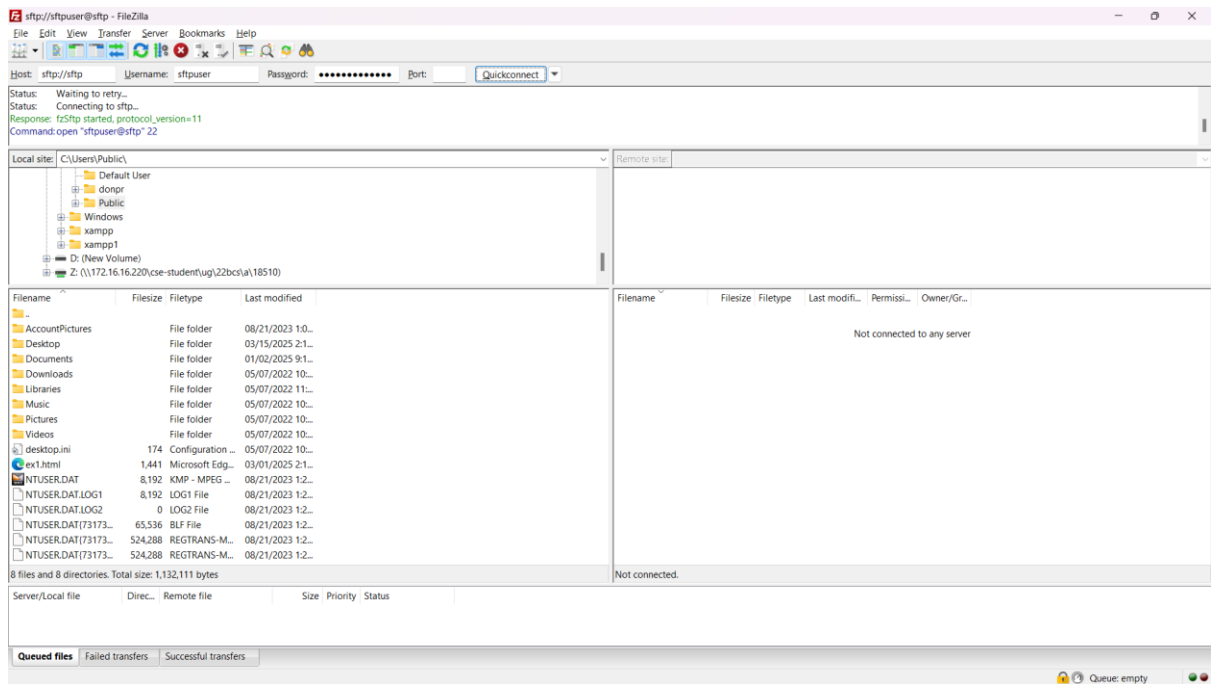 sftp://sftpuser@sftp - FileZilla
File Edit View Transfer Server Bookmarks Help
Host: sftp://sftp Username: sftpuser Password: ●●●●●●●●●●●●● Port: Quickconnect
Status: Waiting to retry...
Status: Connecting to sftp...
Response: fzSftp started, protocol_version=11
Command: open "sftpuser@sftp" 22
Local site: C:\Users\Public\
Default User
donpr
Public
Windows
xampp
xampp1
D: (New Volume)
Z: (\\172.16.16.220\cse-student\ug\22bcs\a\18510)
Remote site:
Filename Filesize Filetype Last modified
..
AccountPictures File folder 08/21/2023 1:0...
Desktop File folder 03/15/2025 2:1...
Documents File folder 01/02/2025 9:1...
Downloads File folder 05/07/2022 10:...
Libraries File folder 05/07/2022 11:...
Music File folder 05/07/2022 10:...
Pictures File folder 05/07/2022 10:...
Videos File folder 05/07/2022 10:...
desktop.ini 174 Configuration ... 05/07/2022 10:...
ex1.html 1,441 Microsoft Edg... 03/01/2025 2:1...
NTUSER.DAT 8,192 KMP - MPEG ... 08/21/2023 1:2...
NTUSER.DAT.LOG1 8,192 LOG1 File 08/21/2023 1:2...
NTUSER.DAT.LOG2 0 LOG2 File 08/21/2023 1:2...
NTUSER.DAT{73173... 65,536 BLF File 08/21/2023 1:2...
NTUSER.DAT{73173... 524,288 REGTRANS-M... 08/21/2023 1:2...
NTUSER.DAT{73173... 524,288 REGTRANS-M... 08/21/2023 1:2...
8 files and 8 directories. Total size: 1,132,111 bytes
Filename Filesize Filetype Last modifi... Permissi... Owner/Gr...
Not connected to any server
Not connected.
Server/Local file Direc... Remote file Size Priority Status
Queued files Failed transfers Successful transfers
Queue: empty